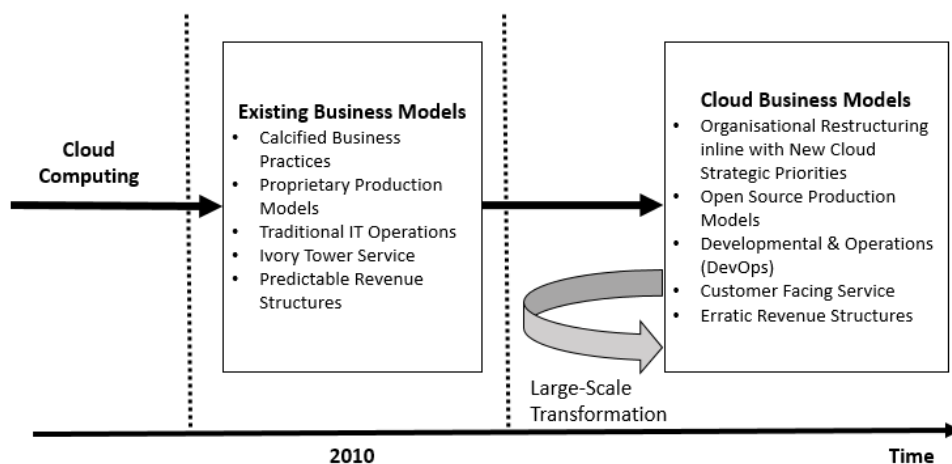 Cloud
Computing
Existing Business Models
• Calcified Business
Practices
• Proprietary Production
Models
• Traditional IT Operations
• Ivory Tower Service
• Predictable Revenue
Structures
Cloud Business Models
• Organisational Restructuring
inline with New Cloud
Strategic Priorities
• Open Source Production
Models
• Developmental & Operations
(DevOps)
• Customer Facing Service
• Erratic Revenue Structures
Large-Scale
Transformation
2010
Time